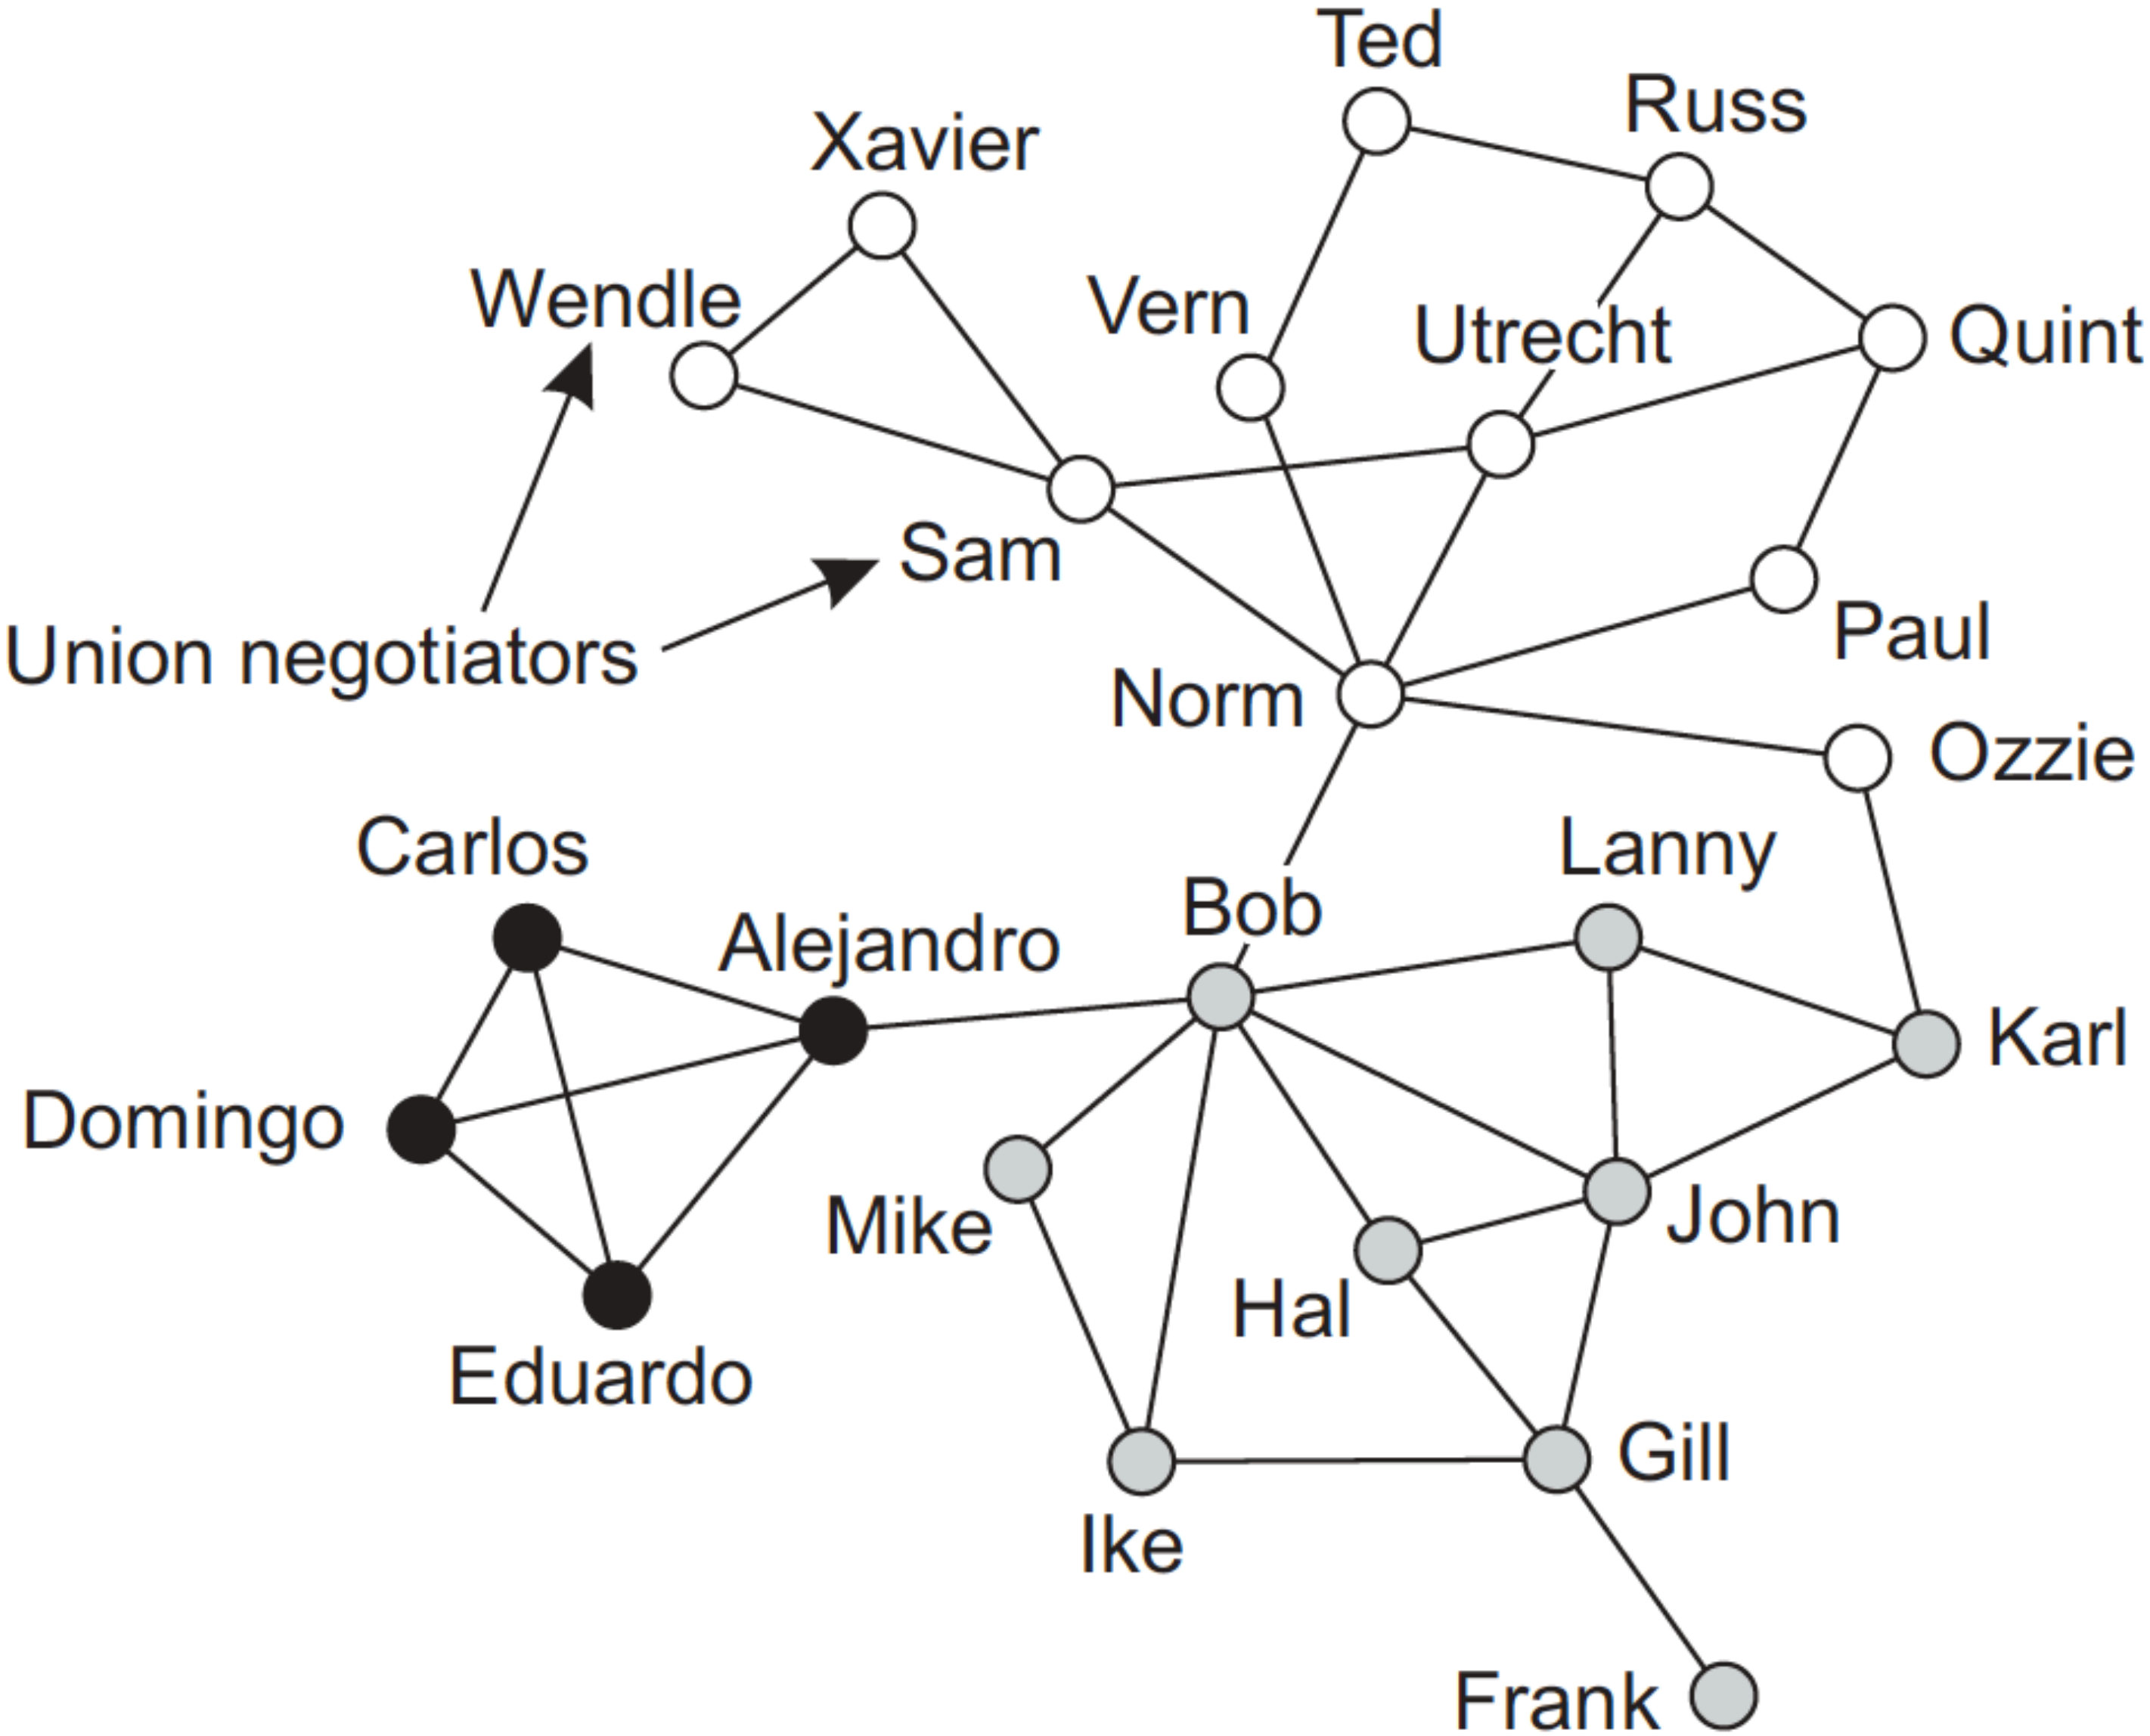 Ted
Russ
Xavier
Wendle
Vern
Utrecht
Quint
Sam
Union negotiators
Paul
Norm
Ozzie
Carlos
Lanny
Bob
Alejandro
Karl
Domingo
Mike
John
Hal
Eduardo
Gill
Ike
Frank